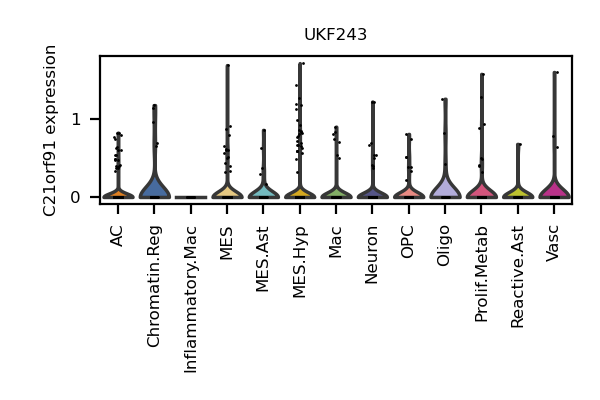 UKF243
C21orf91 expression
1
0
AC
Chromatin.Reg
Inflammatory.Mac
MES
MES.Ast
MES.Hyp
Mac
Neuron
OPC
Oligo
Prolif.Metab
Reactive.Ast
Vasc